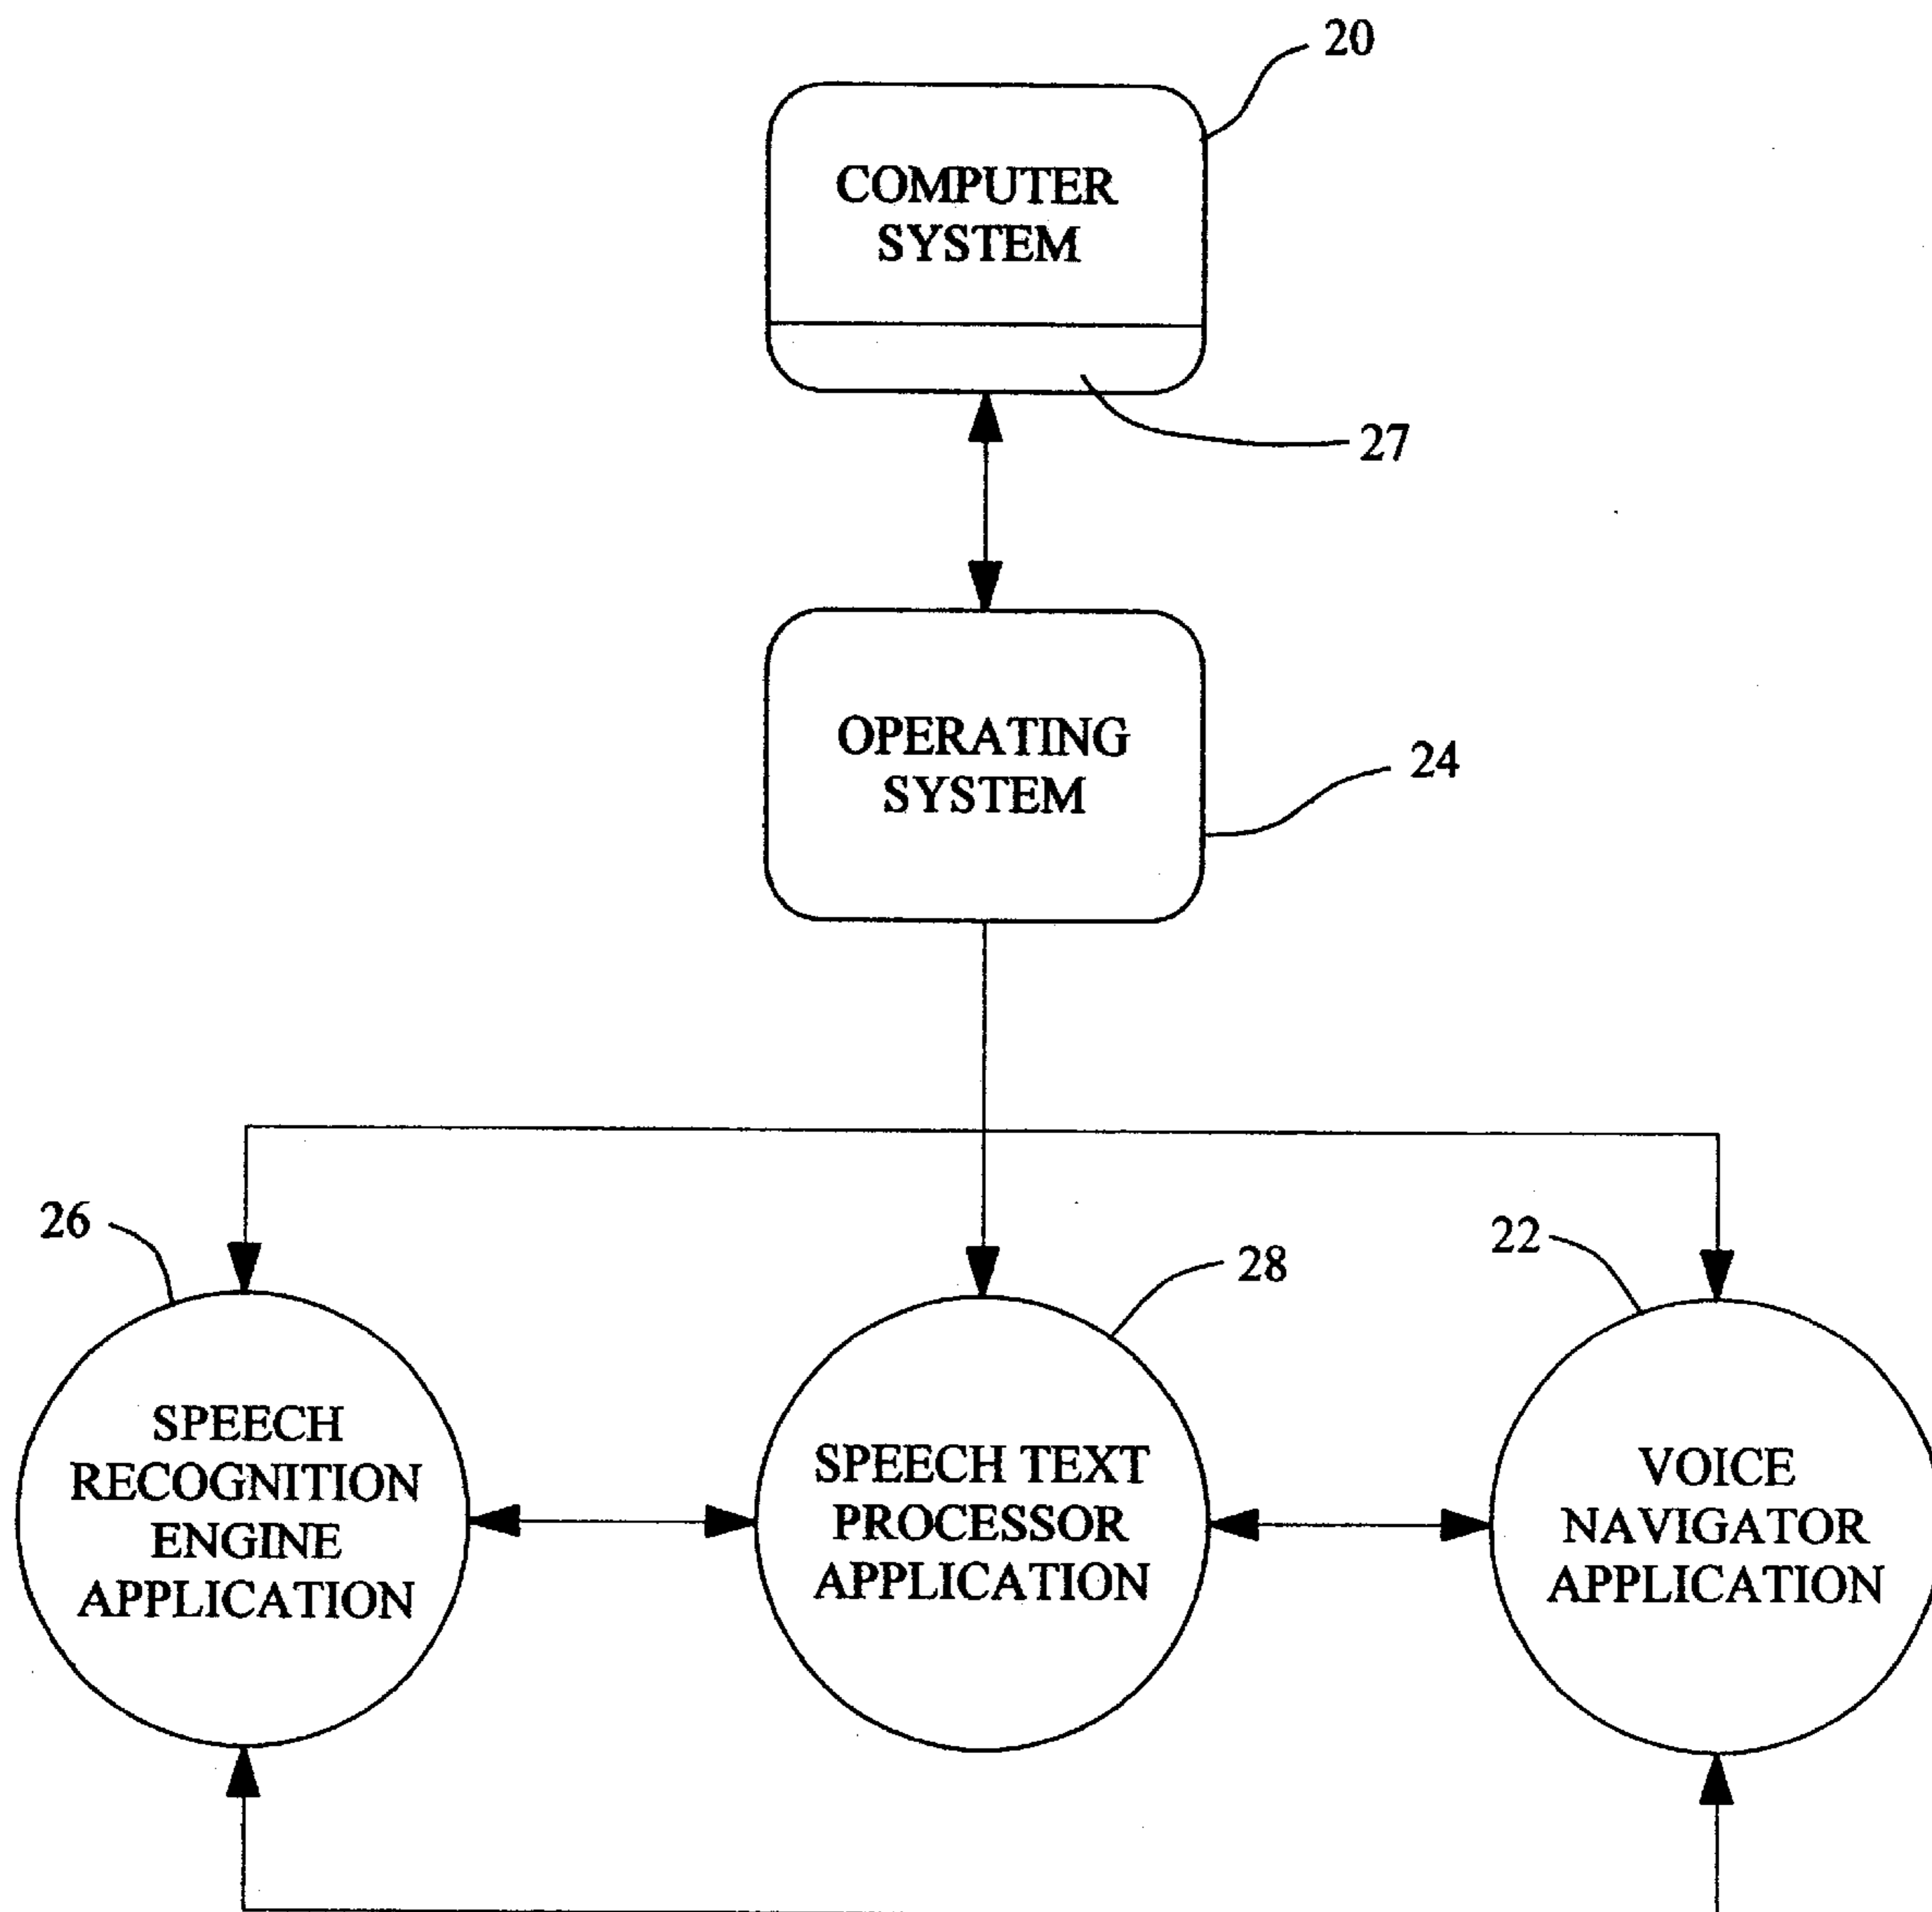 20
COMPUTER
SYSTEM
27
OPERATING
SYSTEM
24
26
28
22
SPEECH
RECOGNITION
ENGINE
APPLICATION
SPEECH TEXT
PROCESSOR
APPLICATION
VOICE
NAVIGATOR
APPLICATION